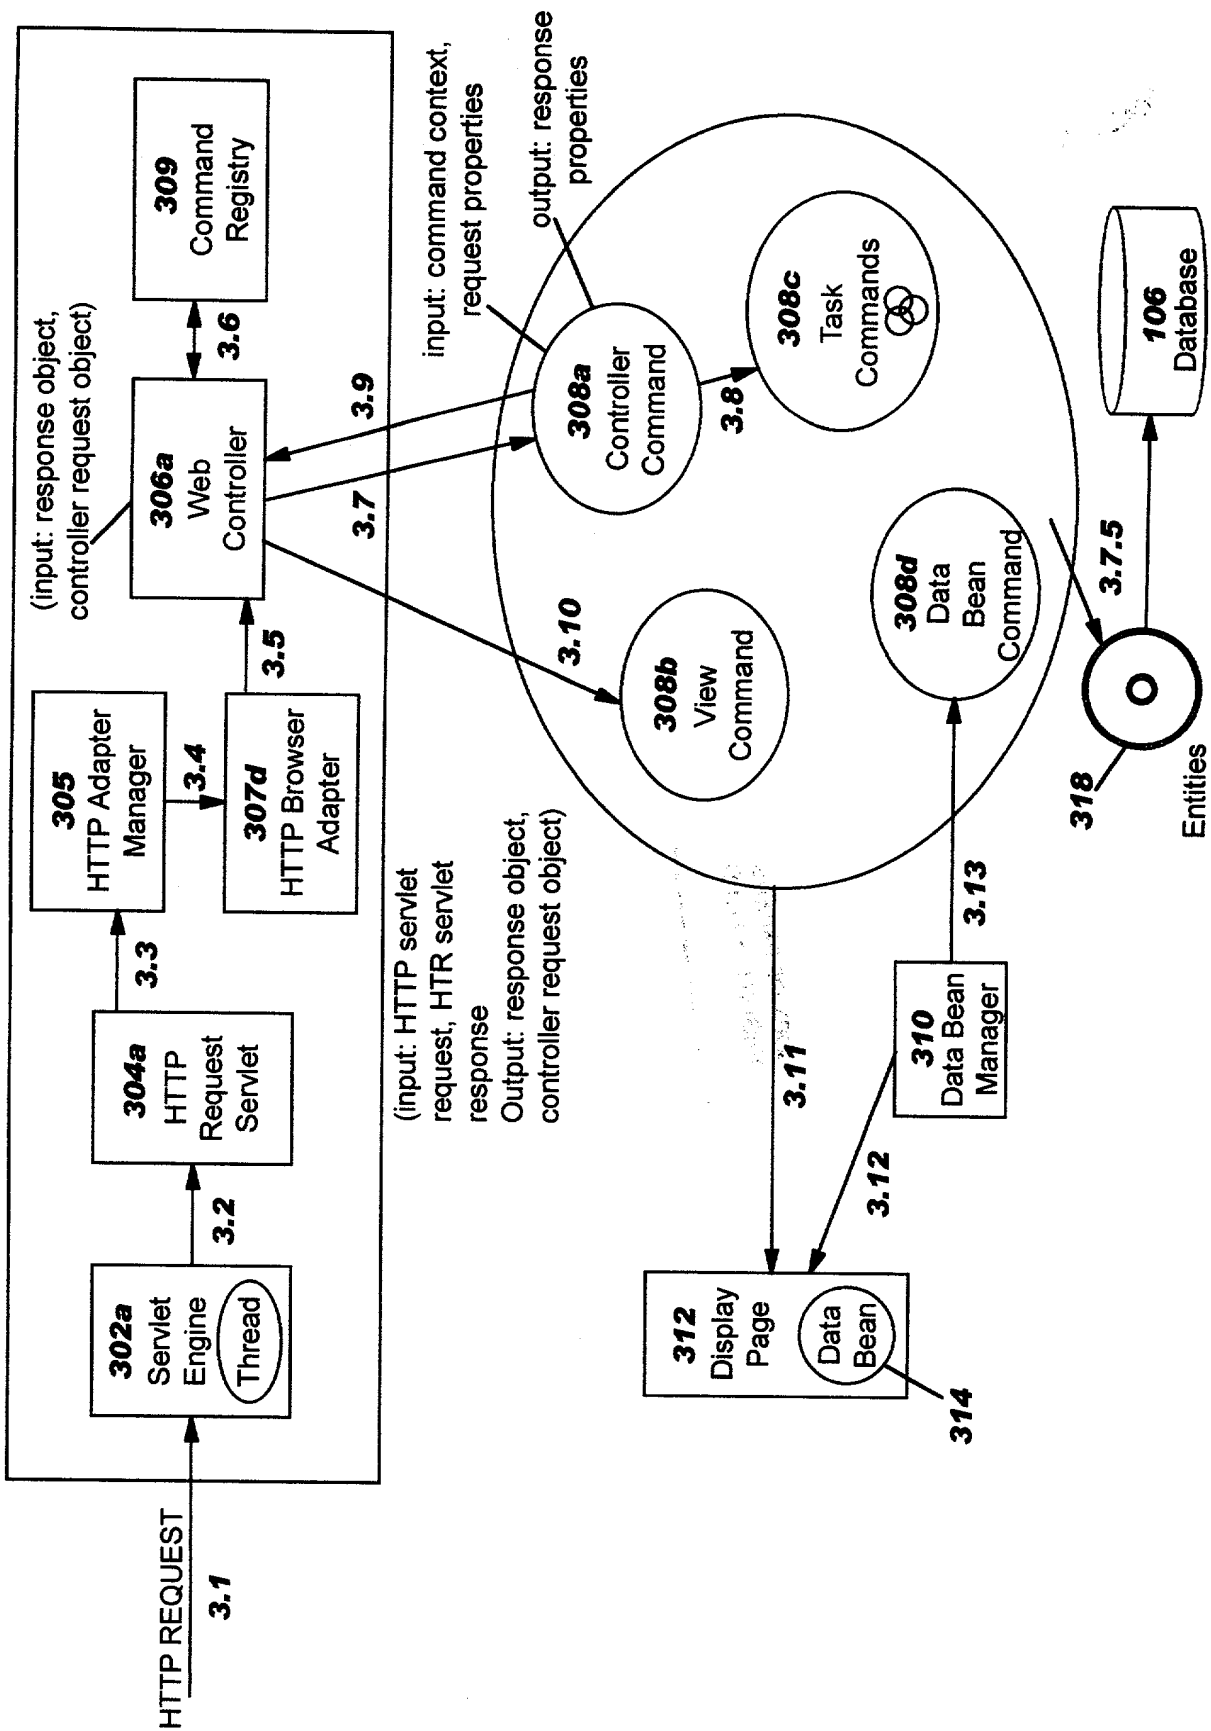 HTTP REQUEST
3.1
302a
Servlet
Engine
Thread
3.2
304a
HTTP
Request
Servlet
3.3
305
HTTP Adapter
Manager
3.4
307d
HTTP Browser
Adapter
3.5
(input: response object,
controller request object)
306a
Web
Controller
3.6
309
Command
Registry
(input: HTTP servlet
request, HTR servlet
response
Output: response object,
controller request object)
3.7
3.9
3.10
input: command context,
request properties
output: response
properties
308a
Controller
Command
3.8
308b
View
Command
308c
Task
Commands
308d
Data
Bean
Command
3.11
312
Display
Page
Data
Bean
314
3.12
310
Data Bean
Manager
3.13
318
Entities
3.7.5
106
Database